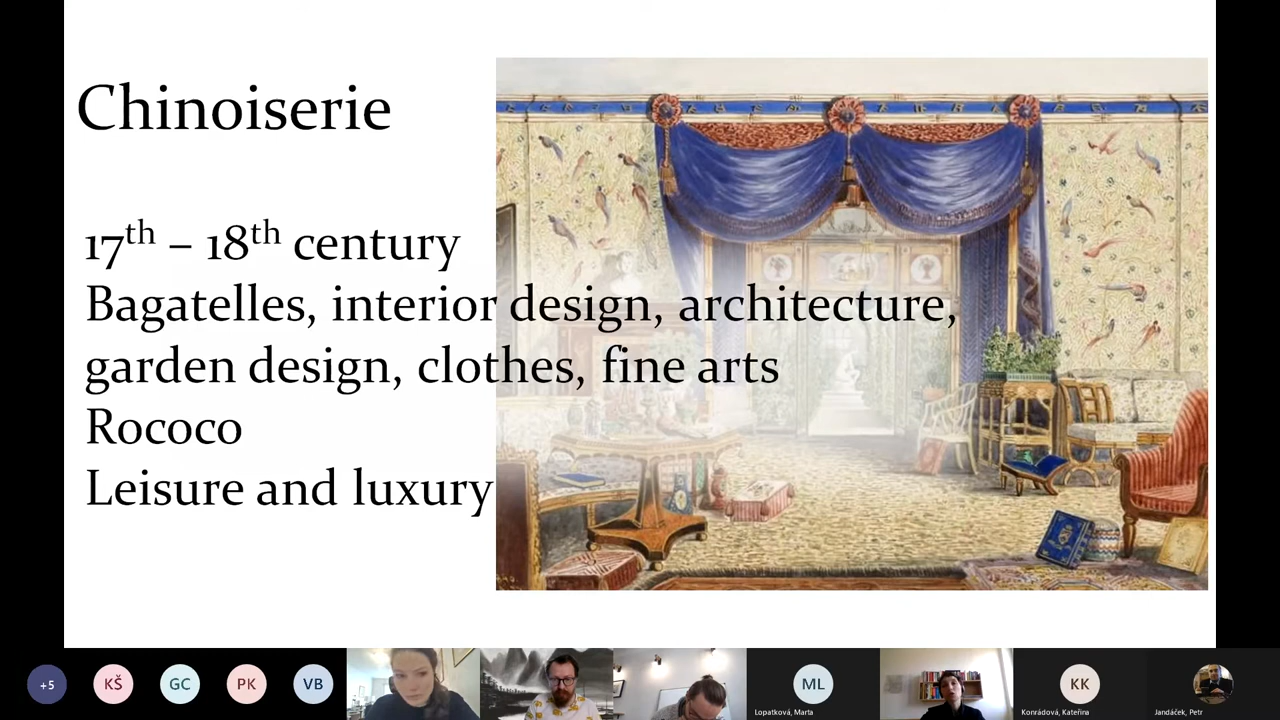 Chinoiserie
17th – 18th century
Bagatelles, interior design, architecture,
garden design, clothes, fine arts
Rococo
Leisure and luxury
+5
KŠ
GC
PK
VB
ML
Lopatková, Marta
KK
Konrádová, Kateřina
Jandáček, Petr